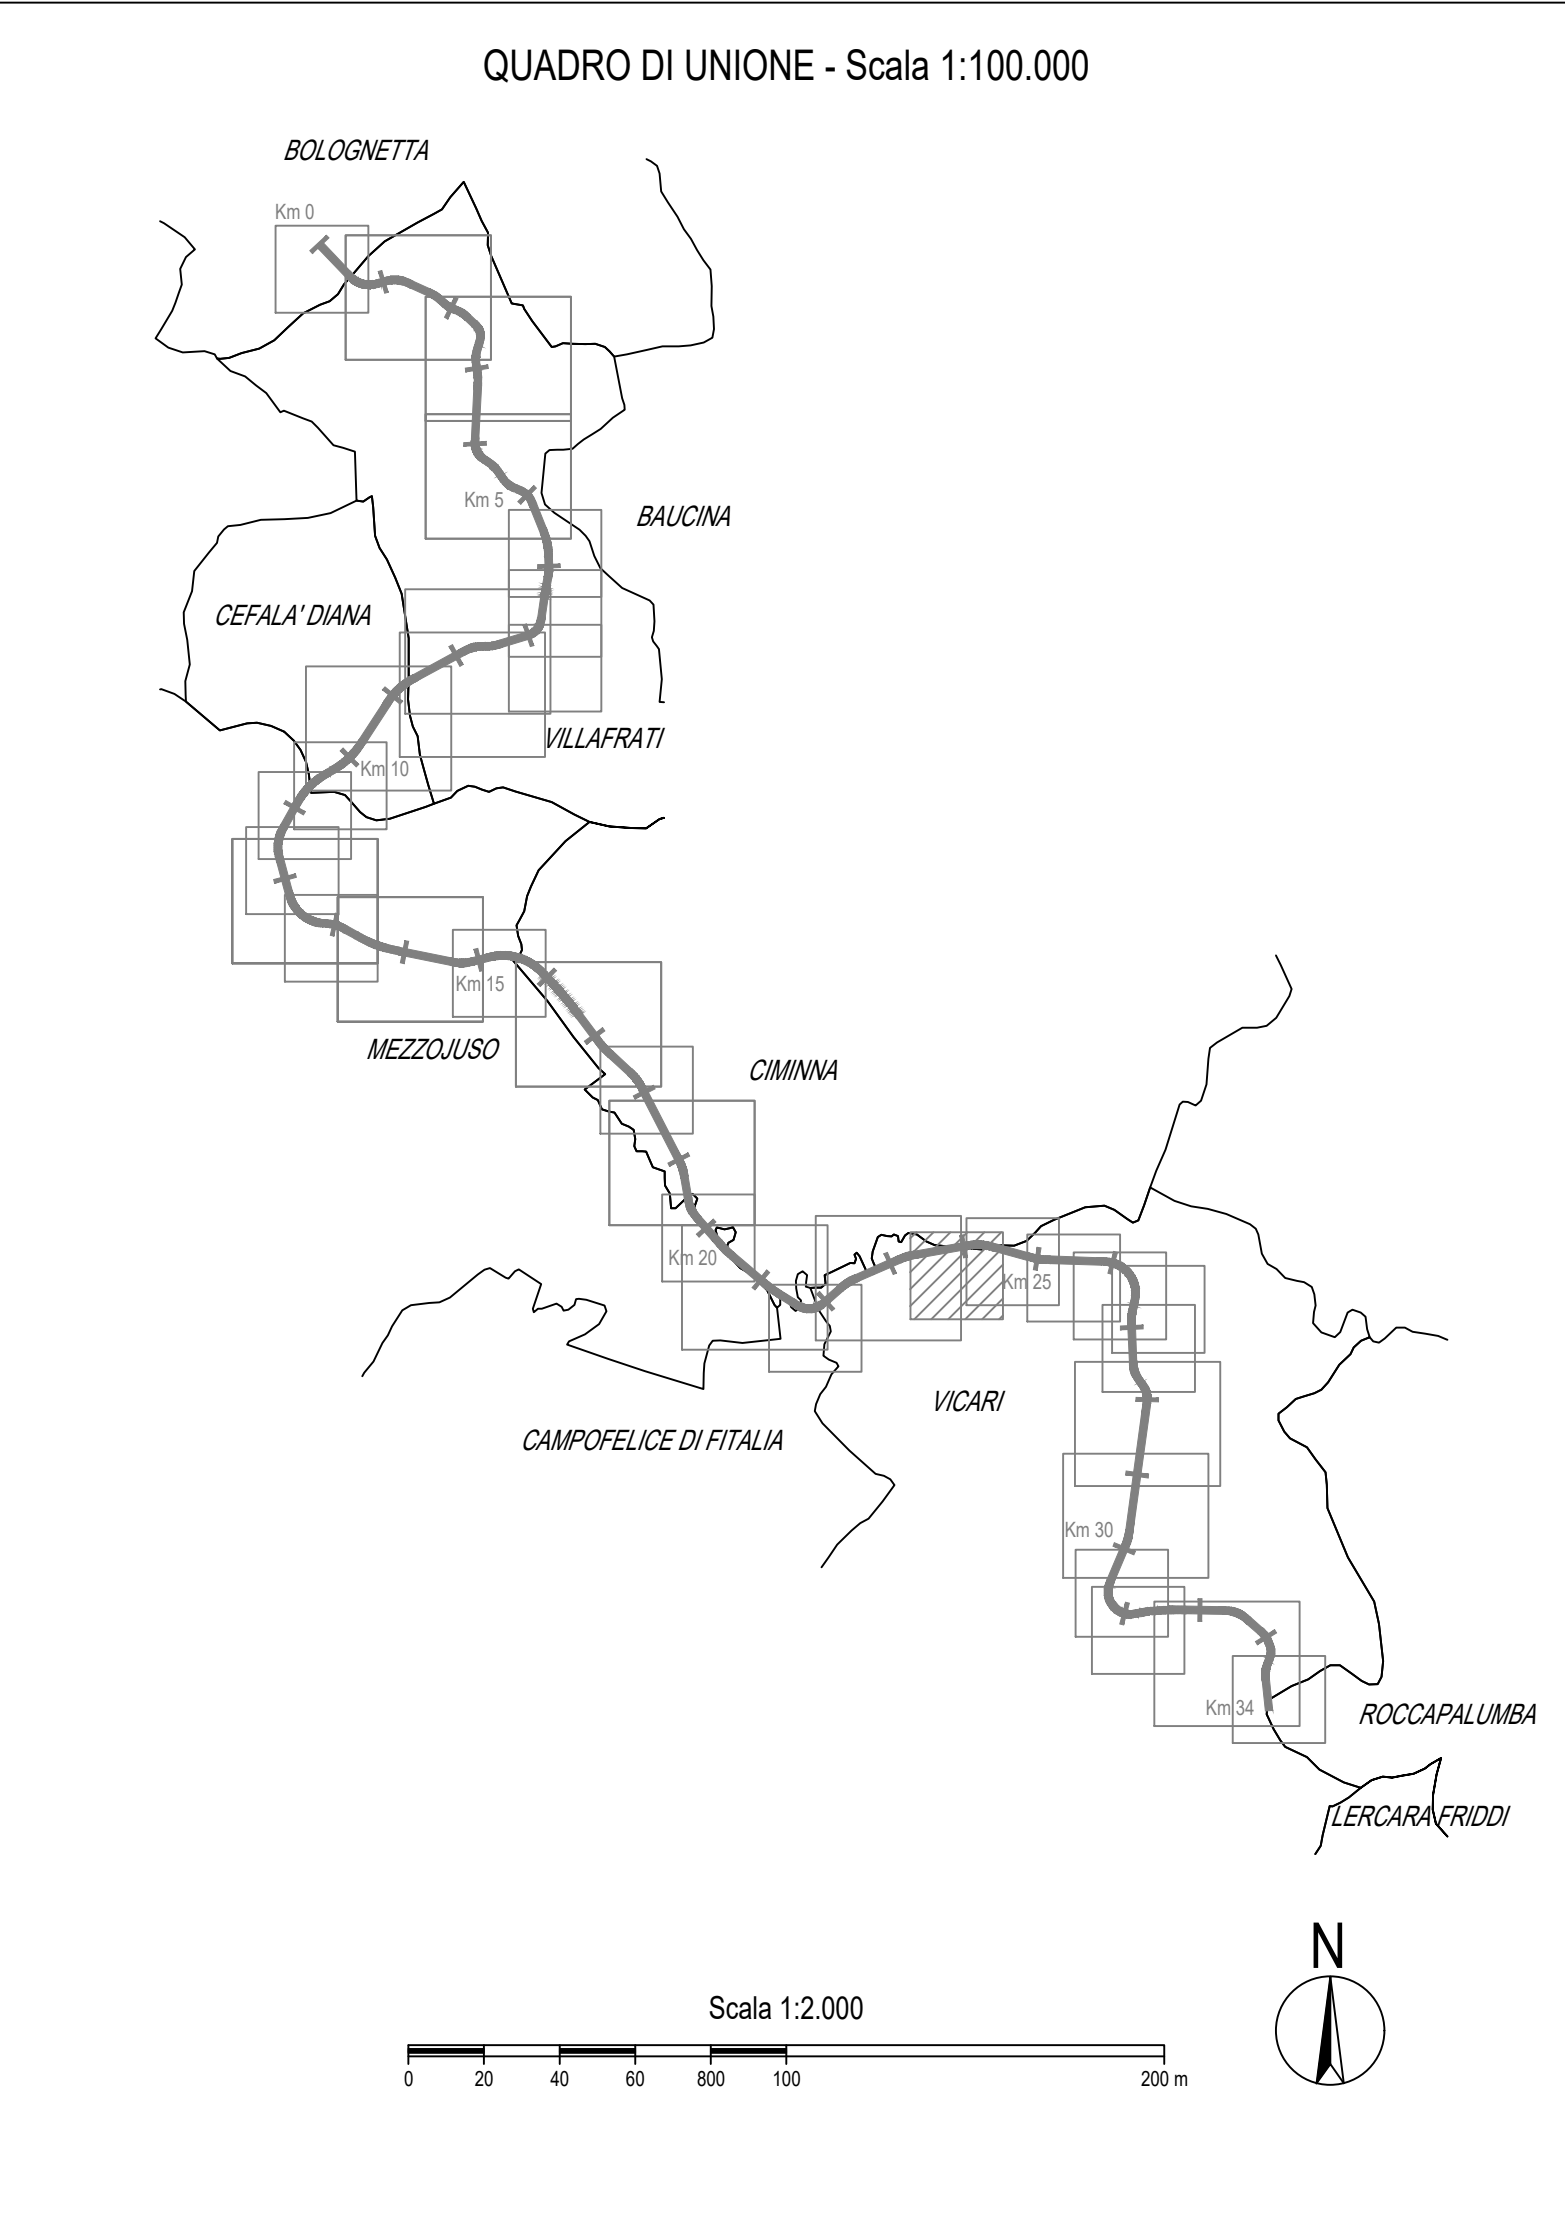 QUADRO DI UNIONE - Scala 1:100.000
BOLOGNETTA
Km 0
Km 5
BAUCINA
CEFALA' DIANA
VILLAFRATI
Km 10
Km 15
MEZZOJUSO
CIMINNA
Km 20
Km 25
VICARI
CAMPOFELICE DI FITALIA
Km 30
Km 34
ROCCAPALUMBA
LERCARA FRIDDI
N
Scala 1:2.000
0 20 40 60 800 100 200 m